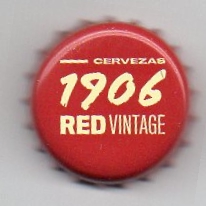 CERVEZAS
1906
RED VINTAGE